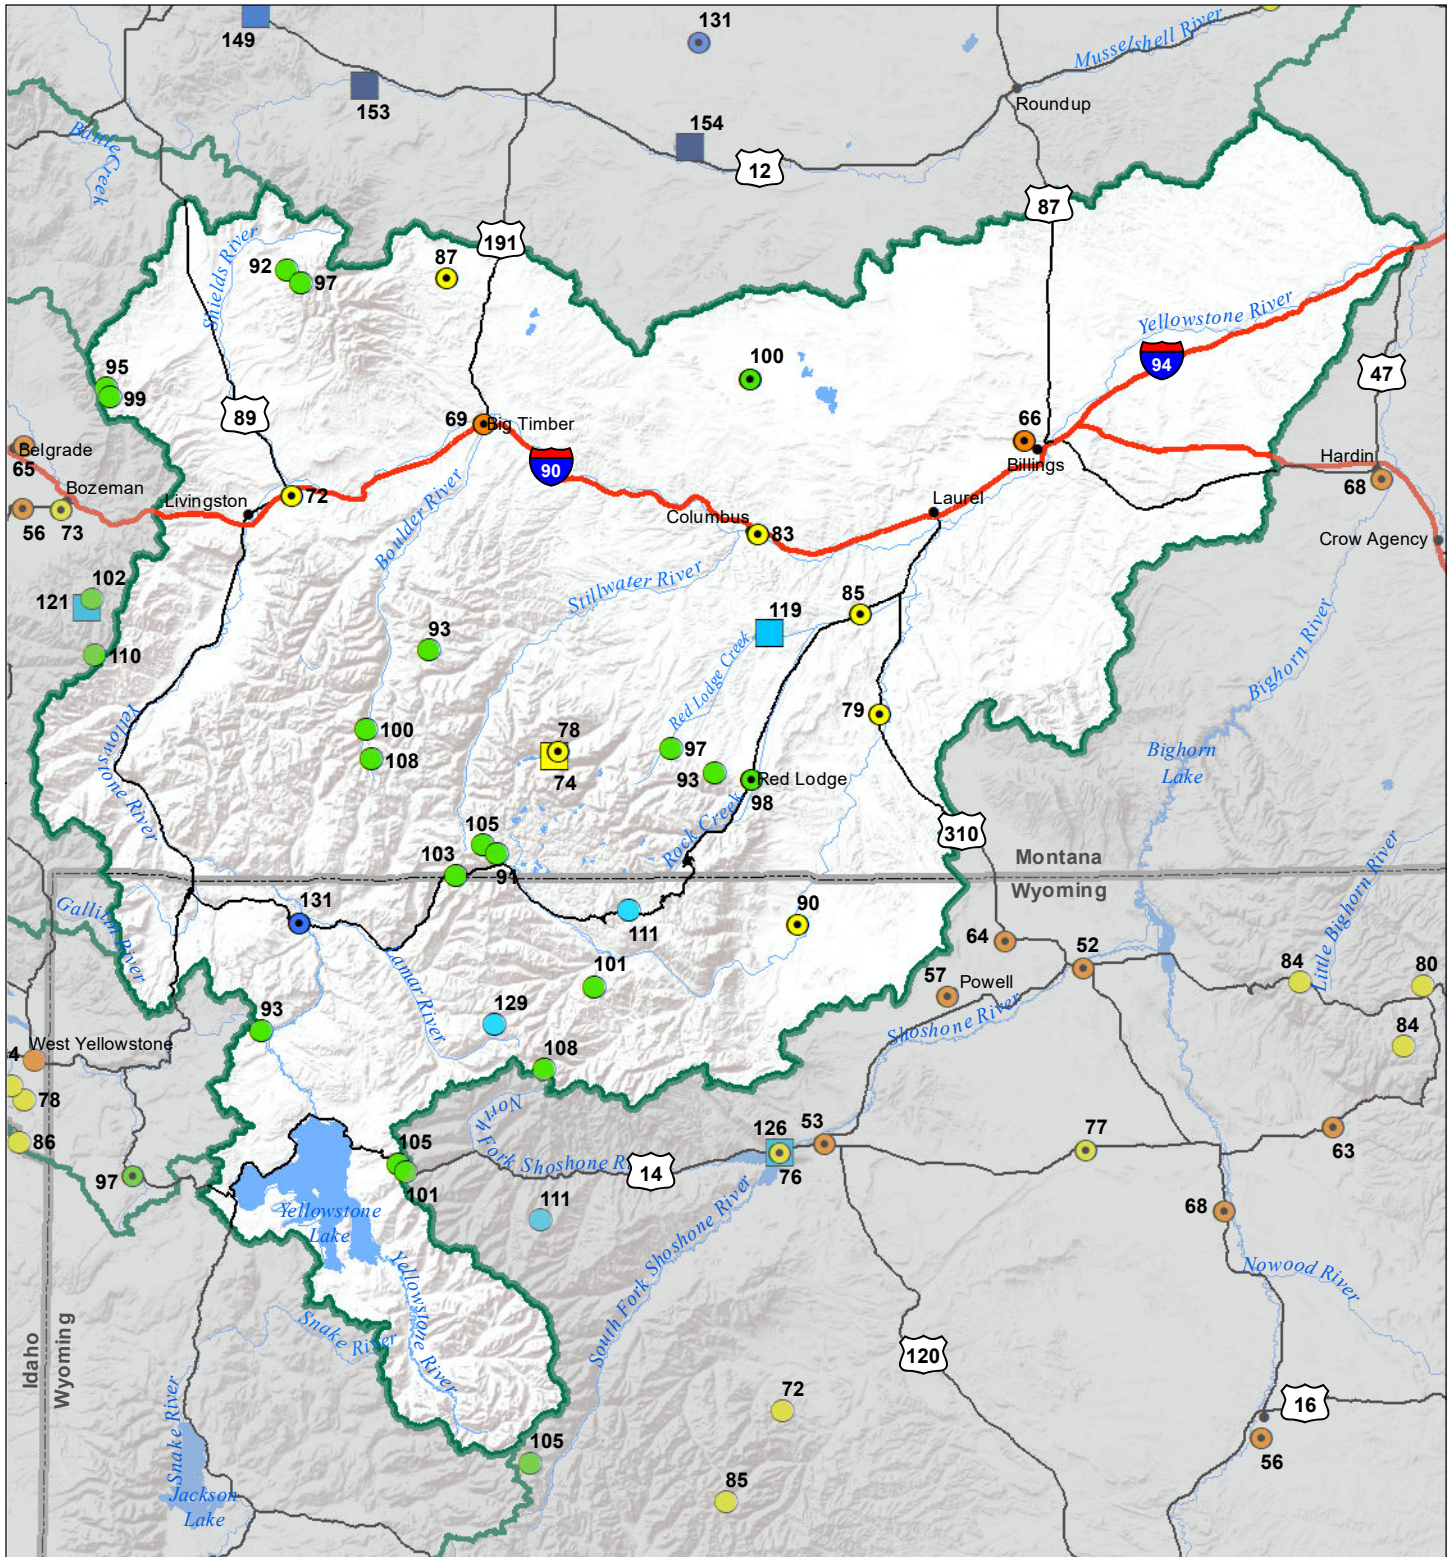 149
131
Musselshell River
153
Roundup
Battle Creek
154
12
87
191
Shields River
92
97
87
Yellowstone River
94
100
47
95
99
89
69
Big Timber
66
Billings
Belgrade
65
90
Hardin
68
Bozeman
Livingston
72
Laurel
56
73
Columbus
83
Crow Agency
Boulder River
Stillwater River
102
121
85
119
93
110
Red Lodge Creek
Bighorn River
79
Yellowstone River
100
108
78
74
97
93
Red Lodge
98
Bighorn
Lake
Rock Creek
310
105
103
91
Montana
Wyoming
Little Bighorn River
Gallatin River
131
111
90
64
52
Lamar River
101
57
Powell
84
80
Shoshone River
129
93
84
4
West Yellowstone
108
78
North Fork Shoshone R
53
77
63
86
105
126
76
97
101
14
111
68
Yellowstone
Lake
South Fork Shoshone River
Yellowstone River
Nowood River
Snake River
Idaho
Wyoming
120
72
16
Snake River
56
105
85
Jackson
Lake